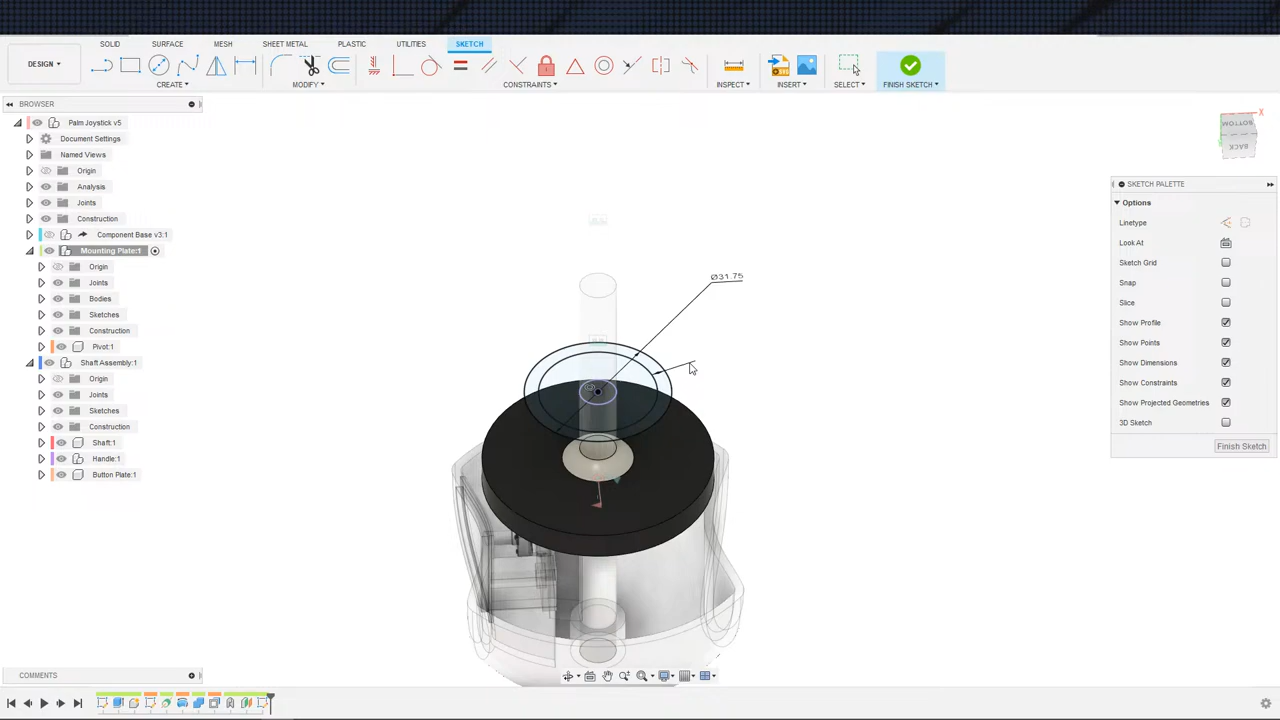 SOLID SURFACE MESH SHEET METAL PLASTIC UTILITIES SKETCH
DESIGN
CREATE MODIFY CONSTRAINTS INSPECT INSERT SELECT FINISH SKETCH
BROWSER
Palm Joystick v5
Document Settings
Named Views
Origin
Analysis
Joints
Construction
Component Base v3:1
Mounting Plate:1
Origin
Joints
Bodies
Sketches
Construction
Pivot:1
Shaft Assembly:1
Origin
Joints
Sketches
Construction
Shaft:1
Handle:1
Button Plate:1
Ø31.75
BOTTOM
BACK
X
SKETCH PALETTE
Options
Linetype
Look At
Sketch Grid
Snap
Slice
Show Profile
Show Points
Show Dimensions
Show Constraints
Show Projected Geometries
3D Sketch
Finish Sketch
COMMENTS